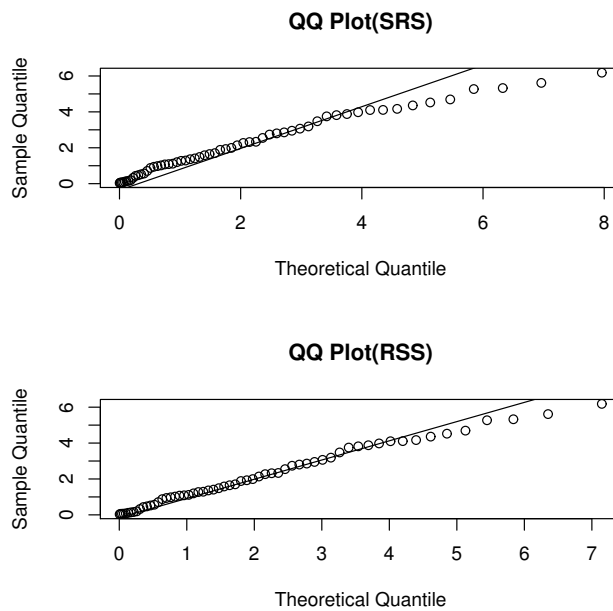 QQ Plot(SRS)
Sample Quantile
0 2 4 6
0 2 4 6 8
Theoretical Quantile
QQ Plot(RSS)
Sample Quantile
0 2 4 6
0 1 2 3 4 5 6 7
Theoretical Quantile